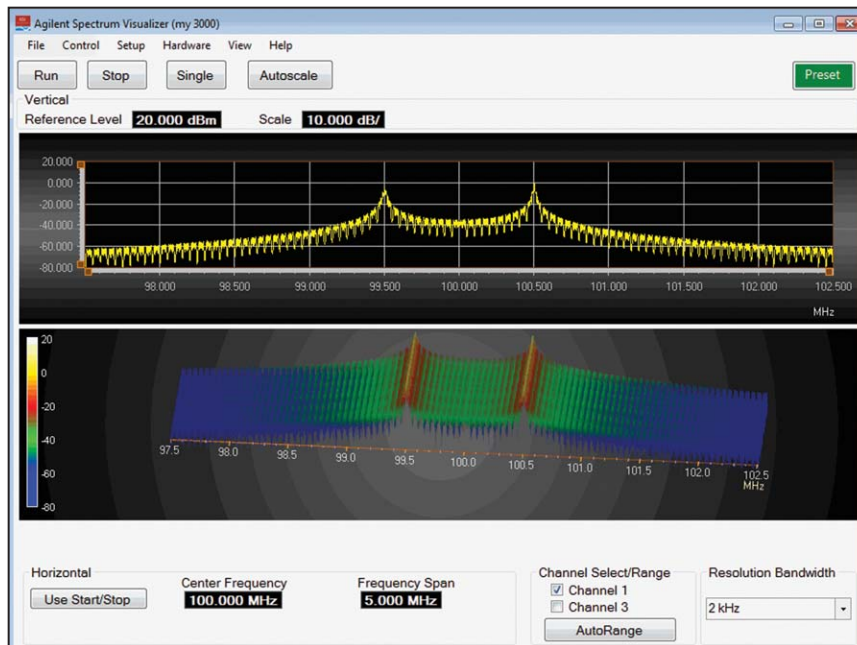 Agilent Spectrum Visualizer (my 3000)
File Control Setup Hardware View Help
Run Stop Single Autoscale Preset
Vertical
Reference Level 20.000 dBm Scale 10.000 dB/
20.000
0.000
-20.000
-40.000
-60.000
-80.000
98.000 98.500 99.000 99.500 100.000 100.500 101.000 101.500 102.000 102.500
MHz
20
0
-20
-40
-60
-80
97.5 98.0 98.5 99.0 99.5 100.0 100.5 101.0 101.5 102.5
MHz
Horizontal
Use Start/Stop
Center Frequency
100.000 MHz
Frequency Span
5.000 MHz
Channel Select/Range
Channel 1
Channel 3
AutoRange
Resolution Bandwidth
2 kHz